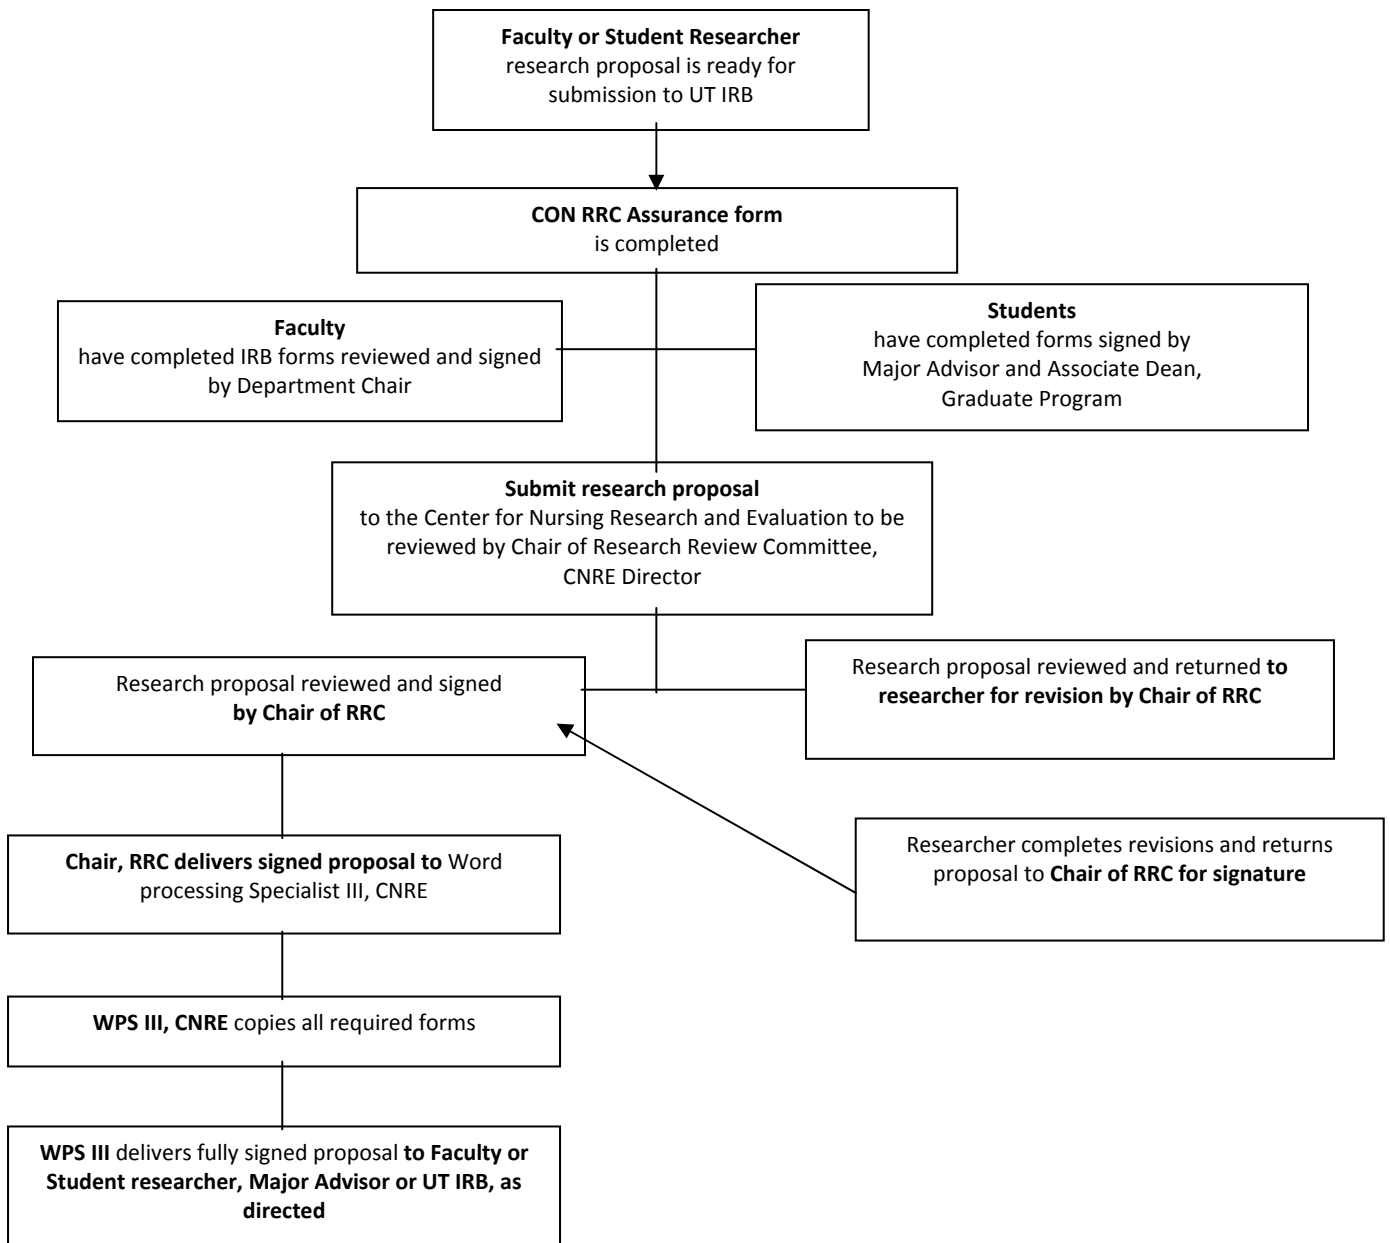 Faculty or Student Researcher
research proposal is ready for
submission to UT IRB
CON RRC Assurance form
is completed
Faculty
have completed IRB forms reviewed and signed
by Department Chair
Students
have completed forms signed by
Major Advisor and Associate Dean,
Graduate Program
Submit research proposal
to the Center for Nursing Research and Evaluation to be
reviewed by Chair of Research Review Committee,
CNRE Director
Research proposal reviewed and signed
by Chair of RRC
Research proposal reviewed and returned to
researcher for revision by Chair of RRC
Researcher completes revisions and returns
proposal to Chair of RRC for signature
Chair, RRC delivers signed proposal to Word
processing Specialist III, CNRE
WPS III, CNRE copies all required forms
WPS III delivers fully signed proposal to Faculty or
Student researcher, Major Advisor or UT IRB, as
directed